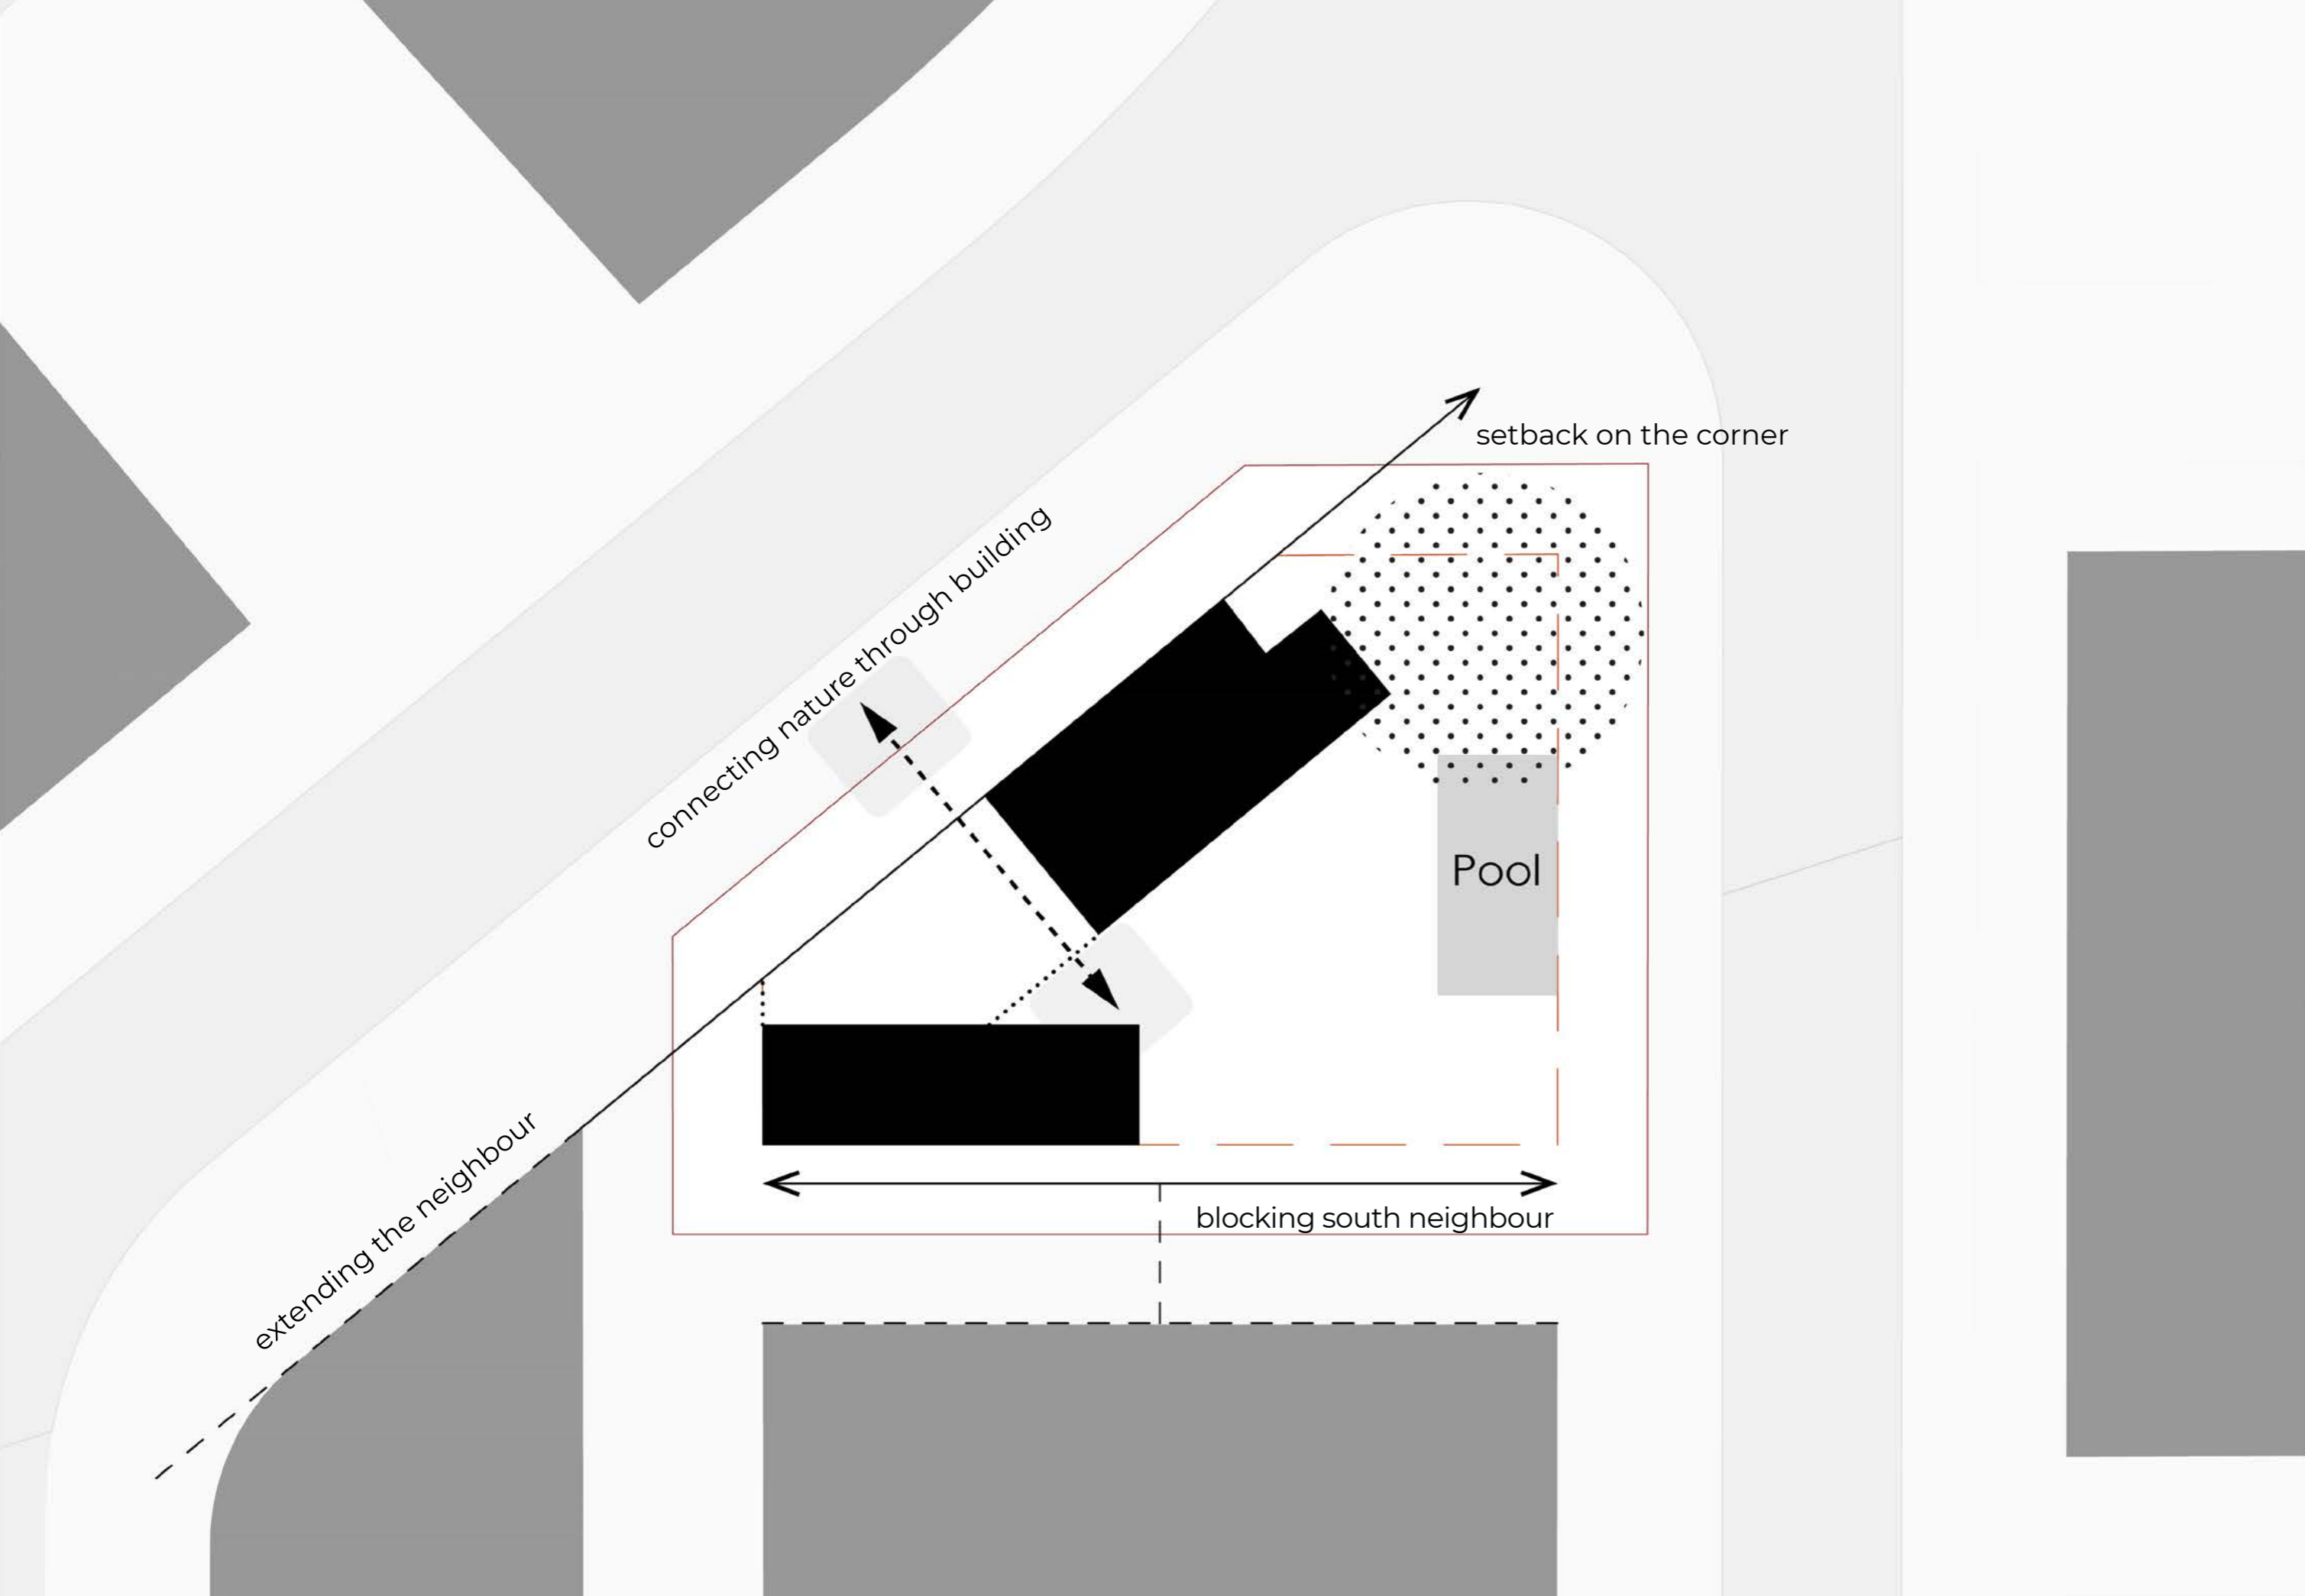 setback on the corner
connecting nature through building
Pool
extending the neighbour
blocking south neighbour